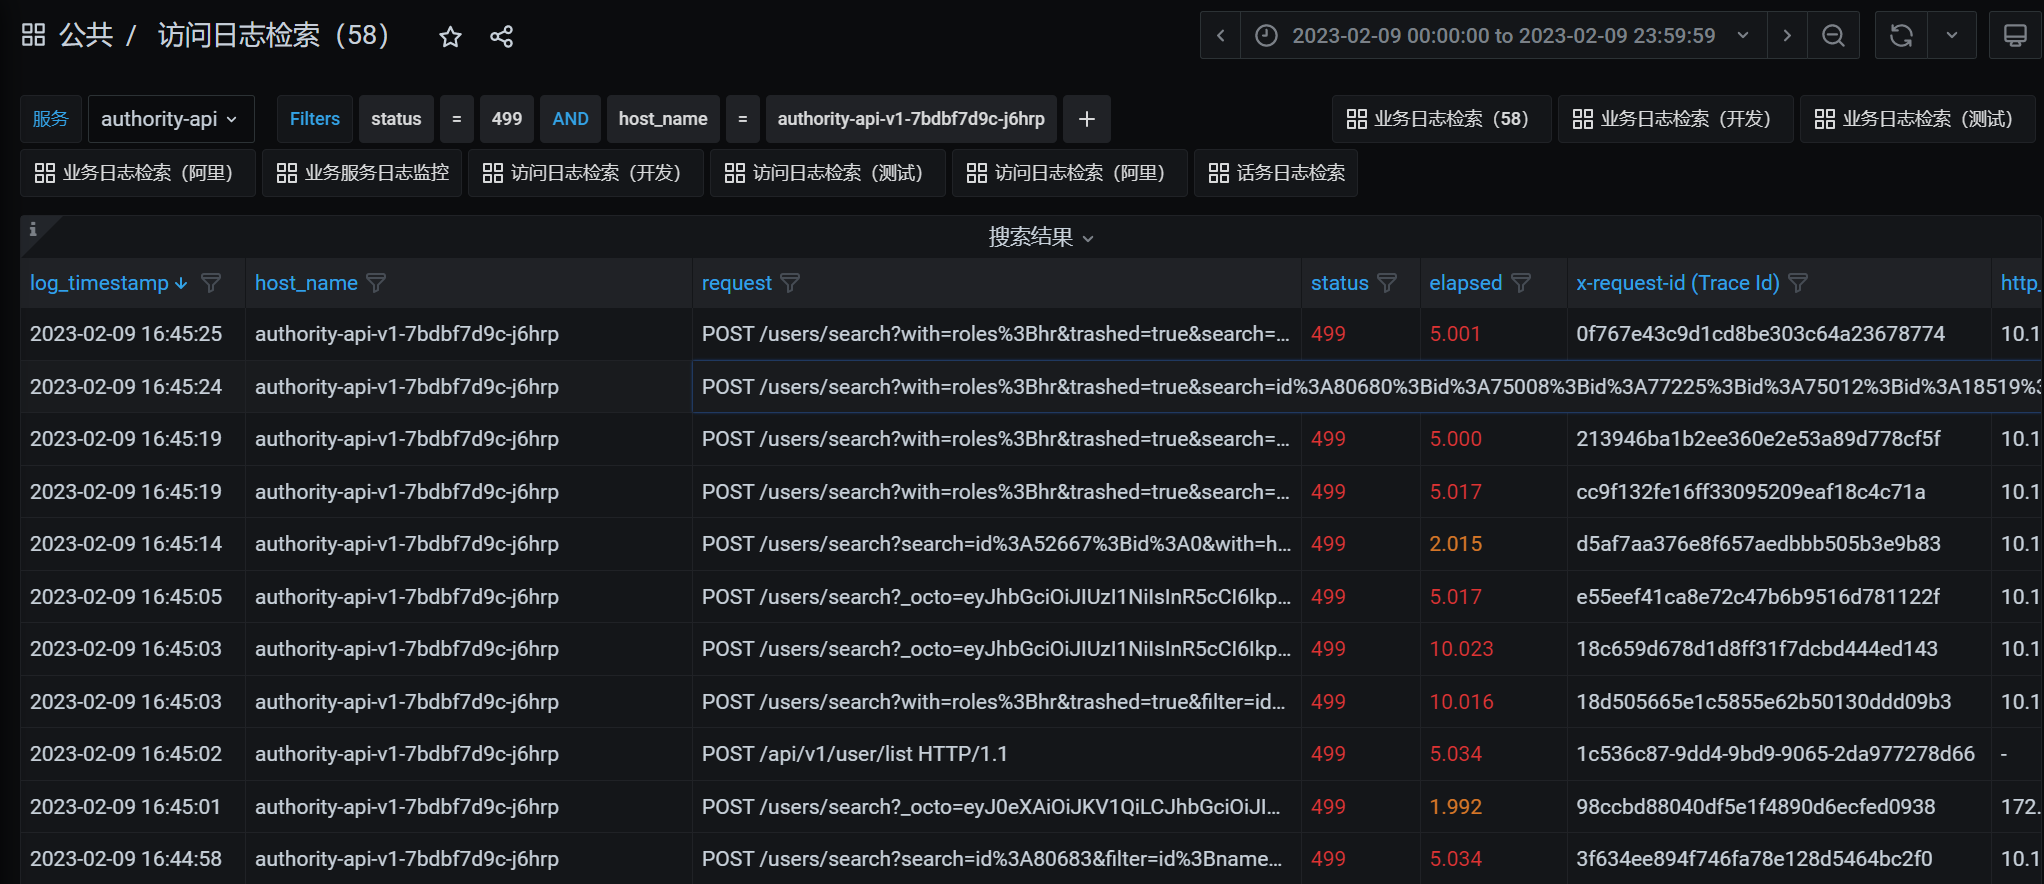 公共 / 访问日志检索（58）
2023-02-09 00:00:00 to 2023-02-09 23:59:59
服务 authority-api Filters status = 499 AND host_name = authority-api-v1-7bdbf7d9c-j6hrp + 业务日志检索（58） 业务日志检索（开发） 业务日志检索（测试）
业务日志检索（阿里） 业务服务日志监控 访问日志检索（开发） 访问日志检索（测试） 访问日志检索（阿里） 话务日志检索
搜索结果
log_timestamp host_name request status elapsed x-request-id (Trace Id) http_
2023-02-09 16:45:25 authority-api-v1-7bdbf7d9c-j6hrp POST /users/search?with=roles%3Bhr&trashed=true&search=... 499 5.001 0f767e43c9d1cd8be303c64a23678774 10.1
2023-02-09 16:45:24 authority-api-v1-7bdbf7d9c-j6hrp POST /users/search?with=roles%3Bhr&trashed=true&search=id%3A80680%3Bid%3A75008%3Bid%3A77225%3Bid%3A75012%3Bid%3A18519%3
2023-02-09 16:45:19 authority-api-v1-7bdbf7d9c-j6hrp POST /users/search?with=roles%3Bhr&trashed=true&search=... 499 5.000 213946ba1b2ee360e2e53a89d778cf5f 10.1
2023-02-09 16:45:19 authority-api-v1-7bdbf7d9c-j6hrp POST /users/search?with=roles%3Bhr&trashed=true&search=... 499 5.017 cc9f132fe16ff33095209eaf18c4c71a 10.1
2023-02-09 16:45:14 authority-api-v1-7bdbf7d9c-j6hrp POST /users/search?search=id%3A52667%3Bid%3A0&with=h... 499 2.015 d5af7aa376e8f657aedbbb505b3e9b83 10.1
2023-02-09 16:45:05 authority-api-v1-7bdbf7d9c-j6hrp POST /users/search?_octo=eyJhbGciOiJIUzI1NiIsInR5cCI6Ikp... 499 5.017 e55eef41ca8e72c47b6b9516d781122f 10.1
2023-02-09 16:45:03 authority-api-v1-7bdbf7d9c-j6hrp POST /users/search?_octo=eyJhbGciOiJIUzI1NiIsInR5cCI6Ikp... 499 10.023 18c659d678d1d8ff31f7dcbd444ed143 10.1
2023-02-09 16:45:03 authority-api-v1-7bdbf7d9c-j6hrp POST /users/search?with=roles%3Bhr&trashed=true&filter=id... 499 10.016 18d505665e1c5855e62b50130ddd09b3 10.1
2023-02-09 16:45:02 authority-api-v1-7bdbf7d9c-j6hrp POST /api/v1/user/list HTTP/1.1 499 5.034 1c536c87-9dd4-9bd9-9065-2da977278d66 -
2023-02-09 16:45:01 authority-api-v1-7bdbf7d9c-j6hrp POST /users/search?_octo=eyJ0eXAiOiJKV1QiLCJhbGciOiJI... 499 1.992 98ccbd88040df5e1f4890d6ecfed0938 172.
2023-02-09 16:44:58 authority-api-v1-7bdbf7d9c-j6hrp POST /users/search?search=id%3A80683&filter=id%3Bname... 499 5.034 3f634ee894f746fa78e128d5464bc2f0 10.1